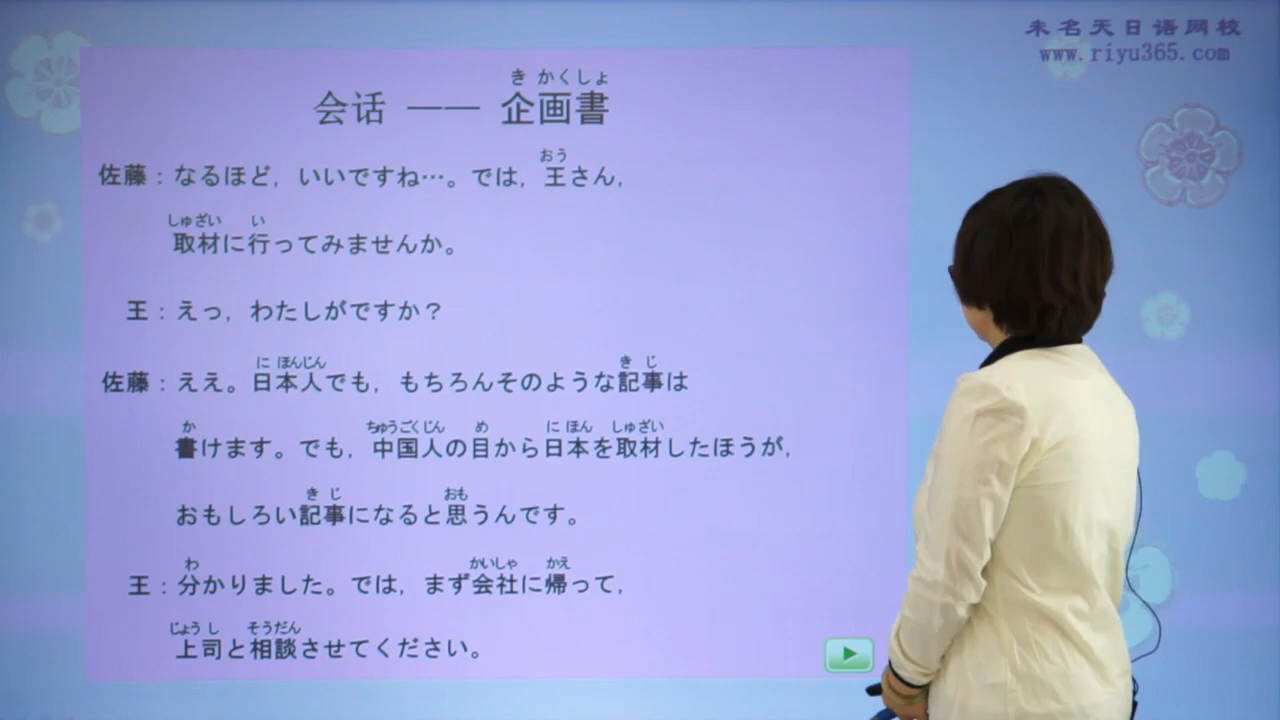 未名天日语网校
www.riyu365.com
き かくしょ
会话 —— 企画書
おう
佐藤：なるほど，いいですね…。では，王さん，
しゅざい い
取材に行ってみませんか。
王：えっ，わたしがですか？
に ほんじん き じ
佐藤：ええ。日本人でも，もちろんそのような記事は
か ちゅうごくじん め に ほん しゅざい
書けます。でも，中国人の目から日本を取材したほうが，
き じ おも
おもしろい記事になると思うんです。
わ かいしゃ かえ
王：分かりました。では，まず会社に帰って，
じょうし そうだん
上司と相談させてください。